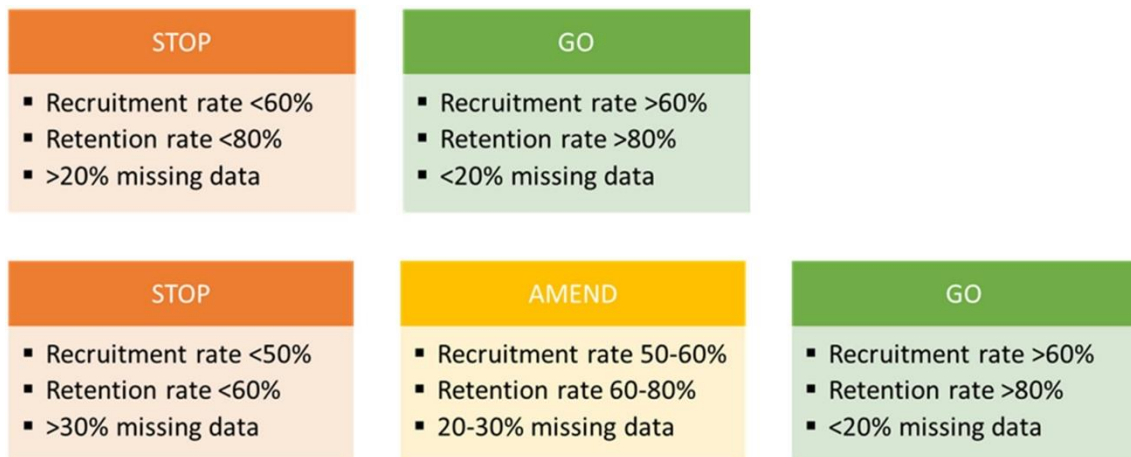 STOP
▪ Recruitment rate <60%
▪ Retention rate <80%
▪ >20% missing data
GO
▪ Recruitment rate >60%
▪ Retention rate >80%
▪ <20% missing data
STOP
▪ Recruitment rate <50%
▪ Retention rate <60%
▪ >30% missing data
AMEND
▪ Recruitment rate 50-60%
▪ Retention rate 60-80%
▪ 20-30% missing data
GO
▪ Recruitment rate >60%
▪ Retention rate >80%
▪ <20% missing data